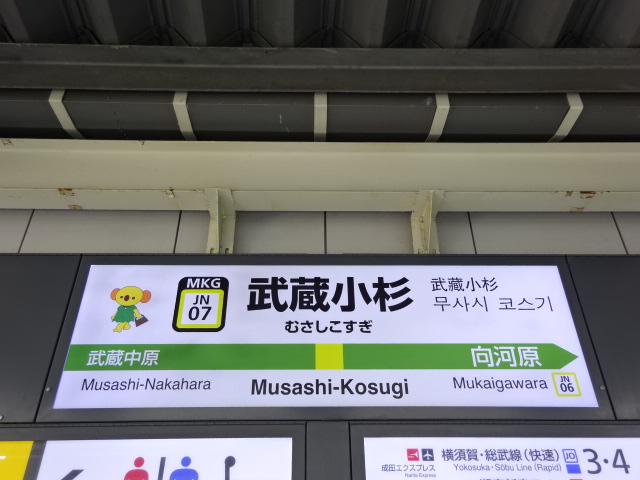 MKG
JN
07
武蔵小杉
むさしこすぎ
武蔵小杉
무사시 코스기
武蔵中原
向河原
Musashi-Nakahara
Musashi-Kosugi
Mukaigawara
JN
06
成田エクスプレス
Narita Express
横須賀・総武線(快速)
Yokosuka-Sōbu Line (Rapid)
JO
3・4